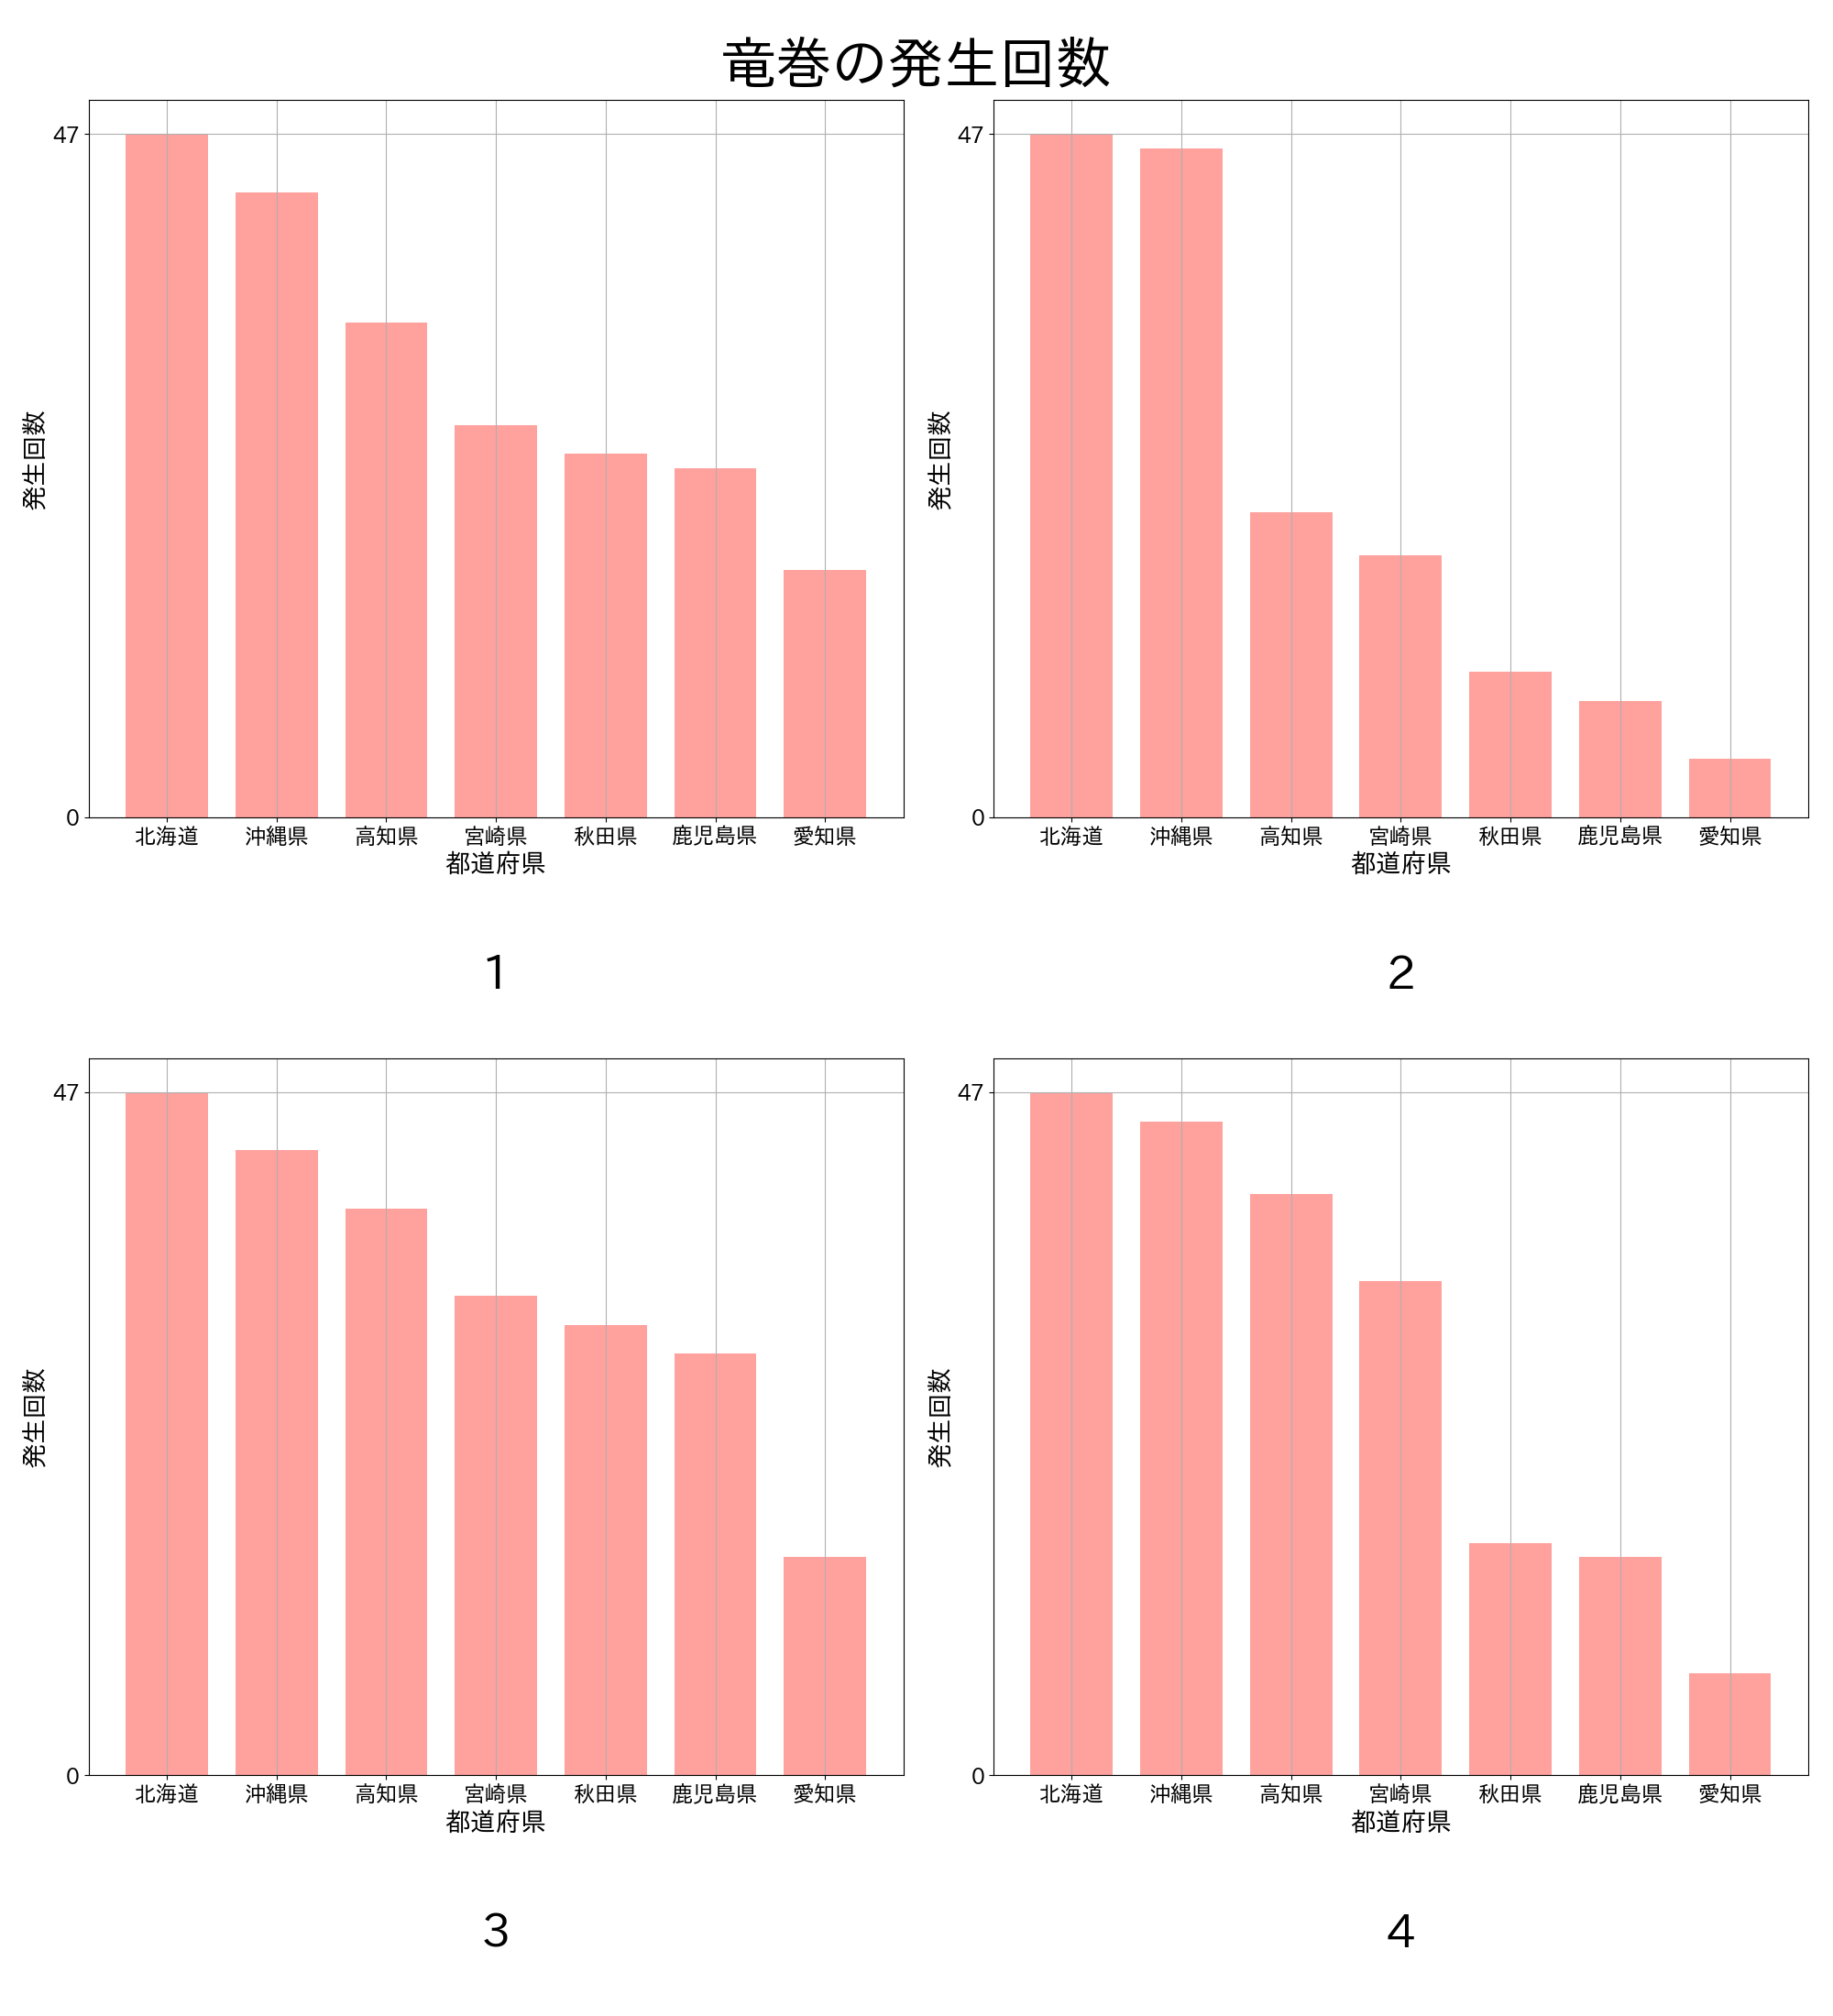 竜巻の発生回数
47
0
発生回数
北海道 沖縄県 高知県 宮崎県 秋田県 鹿児島県 愛知県
都道府県
1
47
0
発生回数
北海道 沖縄県 高知県 宮崎県 秋田県 鹿児島県 愛知県
都道府県
2
47
0
発生回数
北海道 沖縄県 高知県 宮崎県 秋田県 鹿児島県 愛知県
都道府県
3
47
0
発生回数
北海道 沖縄県 高知県 宮崎県 秋田県 鹿児島県 愛知県
都道府県
4